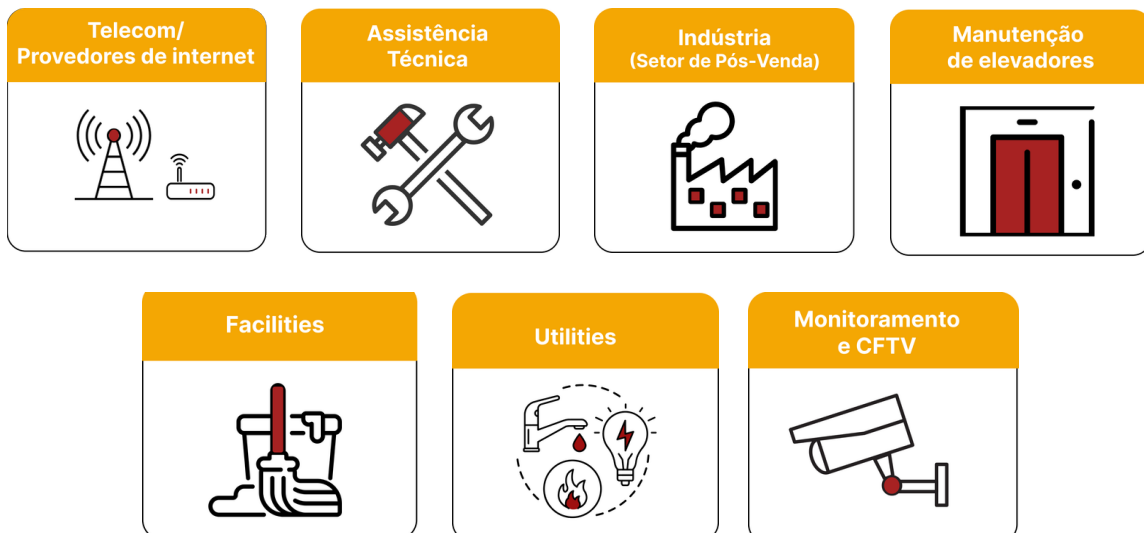 Telecom/
Provedores de internet
Assistência
Técnica
Indústria
(Setor de Pós-Venda)
Manutenção
de elevadores
Facilities
Utilities
Monitoramento
e CFTV